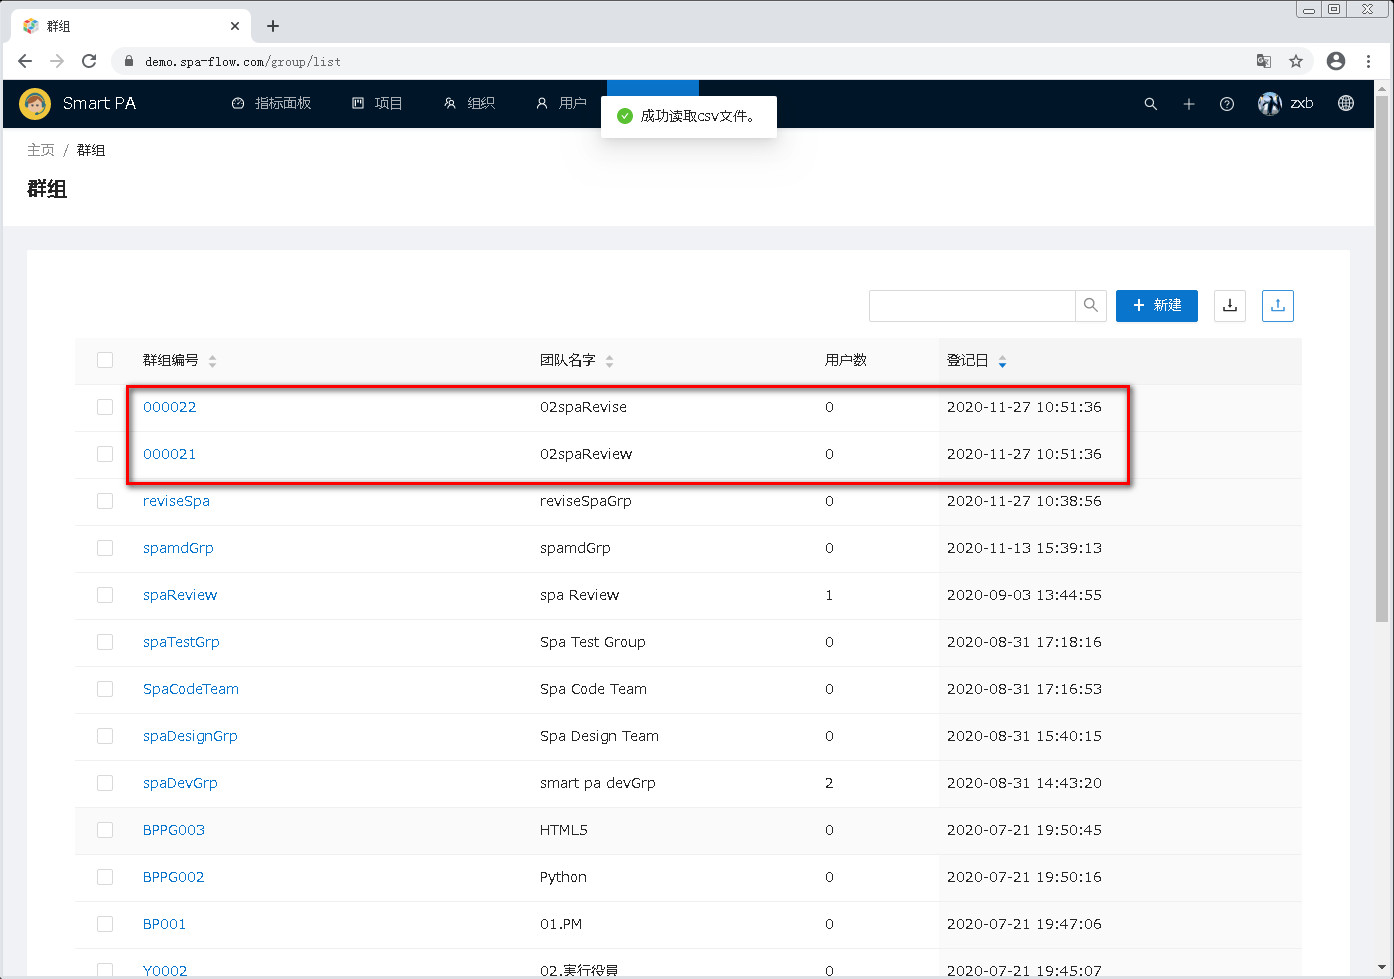 群组
demo.spa-flow.com/group/list
Smart PA 指标面板 项目 组织 用户 zxb
成功读取csv文件。
主页 / 群组
群组
新建
群组编号 团队名字 用户数 登记日
000022 02spaRevise 0 2020-11-27 10:51:36
000021 02spaReview 0 2020-11-27 10:51:36
reviseSpa reviseSpaGrp 0 2020-11-27 10:38:56
spamdGrp spamdGrp 0 2020-11-13 15:39:13
spaReview spa Review 1 2020-09-03 13:44:55
spaTestGrp Spa Test Group 0 2020-08-31 17:18:16
SpaCodeTeam Spa Code Team 0 2020-08-31 17:16:53
spaDesignGrp Spa Design Team 0 2020-08-31 15:40:15
spaDevGrp smart pa devGrp 2 2020-08-31 14:43:20
BPPG003 HTML5 0 2020-07-21 19:50:45
BPPG002 Python 0 2020-07-21 19:50:16
BP001 01.PM 0 2020-07-21 19:47:06
Y0002 02.実行役員 0 2020-07-21 19:45:07